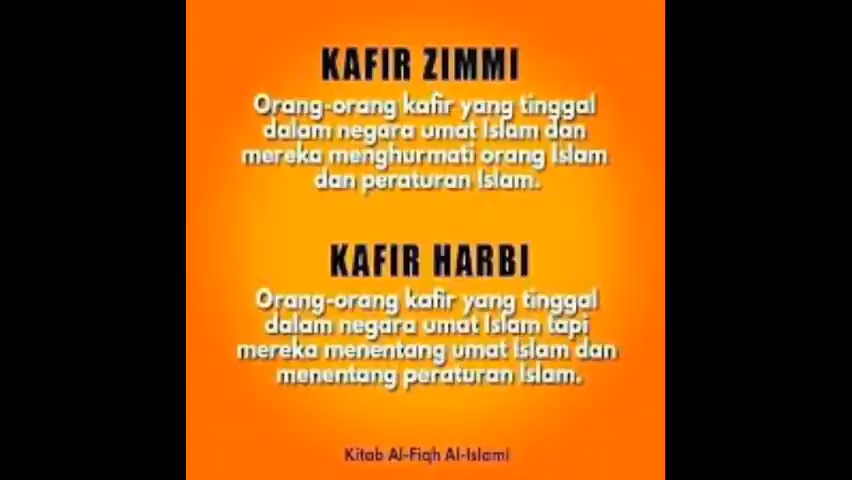 KAFIR ZIMMI
Orang-orang kafir yang tinggal
dalam negara umat Islam dan
mereka menghurmati orang Islam
dan peraturan Islam.
KAFIR HARBI
Orang-orang kafir yang tinggal
dalam negara umat Islam tapi
mereka menentang umat Islam dan
menentang peraturan Islam.
Kitab Al-Fiqh Al-Islami